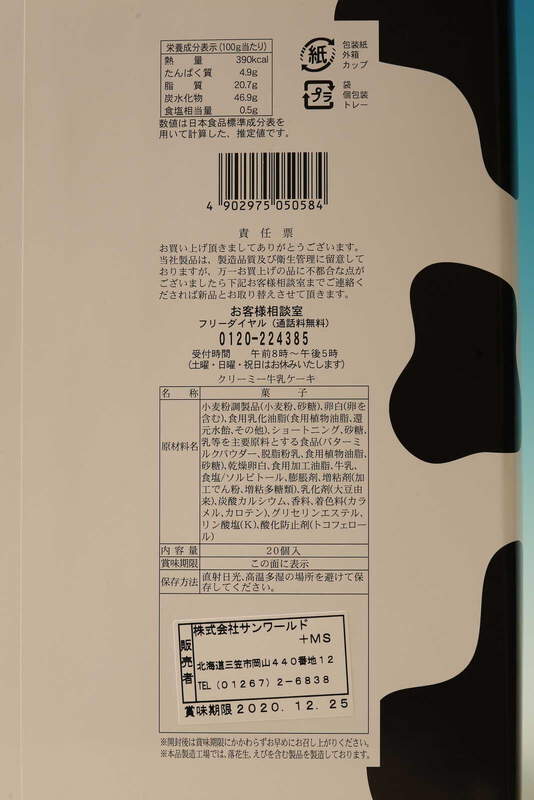 栄養成分表示(100g当たり)
熱量 390kcal
たんぱく質 4.9g
脂質 20.7g
炭水化物 46.9g
食塩相当量 0.5g
数値は日本食品標準成分表を
用いて計算した、推定値です。
紙
包装紙
外箱
カップ
プラ
袋
個包装
トレー
4 902975 050584
責任票
お買い上げ頂きましてありがとうございます。
当社製品は、製造品質及び衛生管理に留意して
おりますが、万一お買上げの品に不都合な点が
ございましたら下記お客様相談室までご連絡く
だされば新品とお取り替えさせて頂きます。
お客様相談室
フリーダイヤル(通話料無料)
0120-224385
受付時間 午前8時〜午後5時
(土曜・日曜・祝日はお休みいたします)
クリーミー牛乳ケーキ
名称 菓子
原材料名
小麦粉調製品(小麦粉、砂糖)、卵白(卵を
含む)、食用乳化油脂(食用植物油脂、還
元水飴、その他)、ショートニング、砂糖、
乳等を主要原料とする食品(バターミ
ルクパウダー、脱脂粉乳、食用植物油脂、
砂糖)、乾燥卵白、食用加工油脂、牛乳、
食塩/ソルビトール、膨脹剤、増粘剤(加
工でん粉、増粘多糖類)、乳化剤(大豆由
来)、炭酸カルシウム、香料、着色料(カラ
メル、カロテン)、グリセリンエステル、
リン酸塩(K)、酸化防止剤(トコフェロー
ル)
内容量 20個入
賞味期限 この面に表示
保存方法 直射日光、高温多湿の場所を避けて保
存してください。
販売者
株式会社サンワールド
+MS
北海道三笠市岡山440番地12
TEL (01267) 2-6838
賞味期限 2020. 12. 25
※開封後は賞味期限にかかわらずお早めにお召し上がりください。
※本品製造工場では、落花生、えびを含む製品を製造しております。